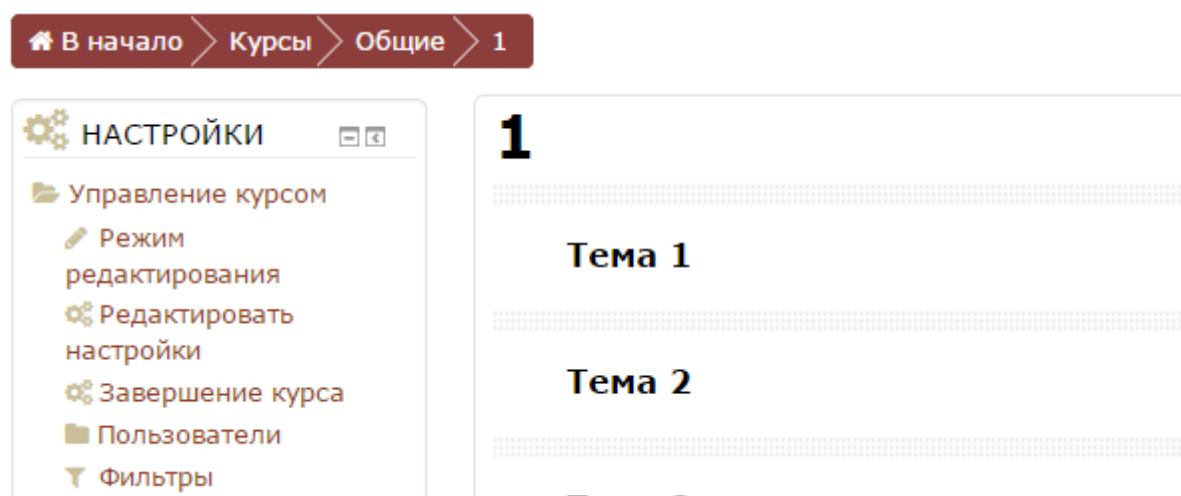 В начало Курсы Общие 1
НАСТРОЙКИ
Управление курсом
Режим
редактирования
Редактировать
настройки
Завершение курса
Пользователи
Фильтры
1
Тема 1
Тема 2